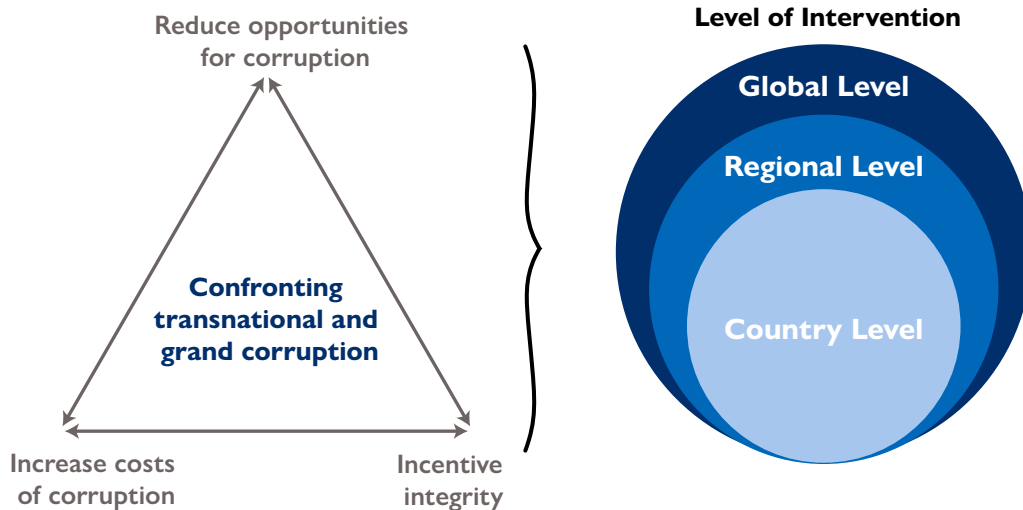 Reduce opportunities
for corruption
Confronting
transnational and
grand corruption
Increase costs
of corruption
Incentive
integrity
Level of Intervention
Global Level
Regional Level
Country Level